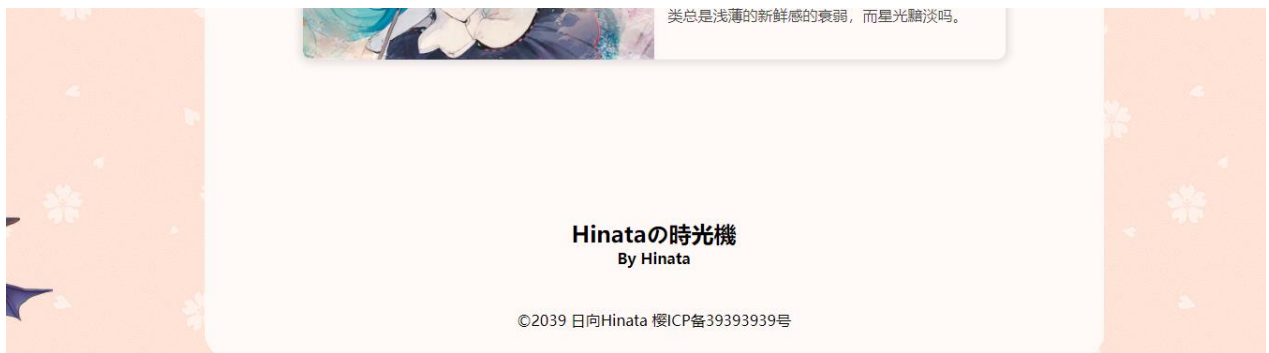 类总是浅薄的新鲜感的衰弱，而星光黯淡吗。
Hinataの時光機
By Hinata
©2039 日向Hinata 樱ICP备39393939号